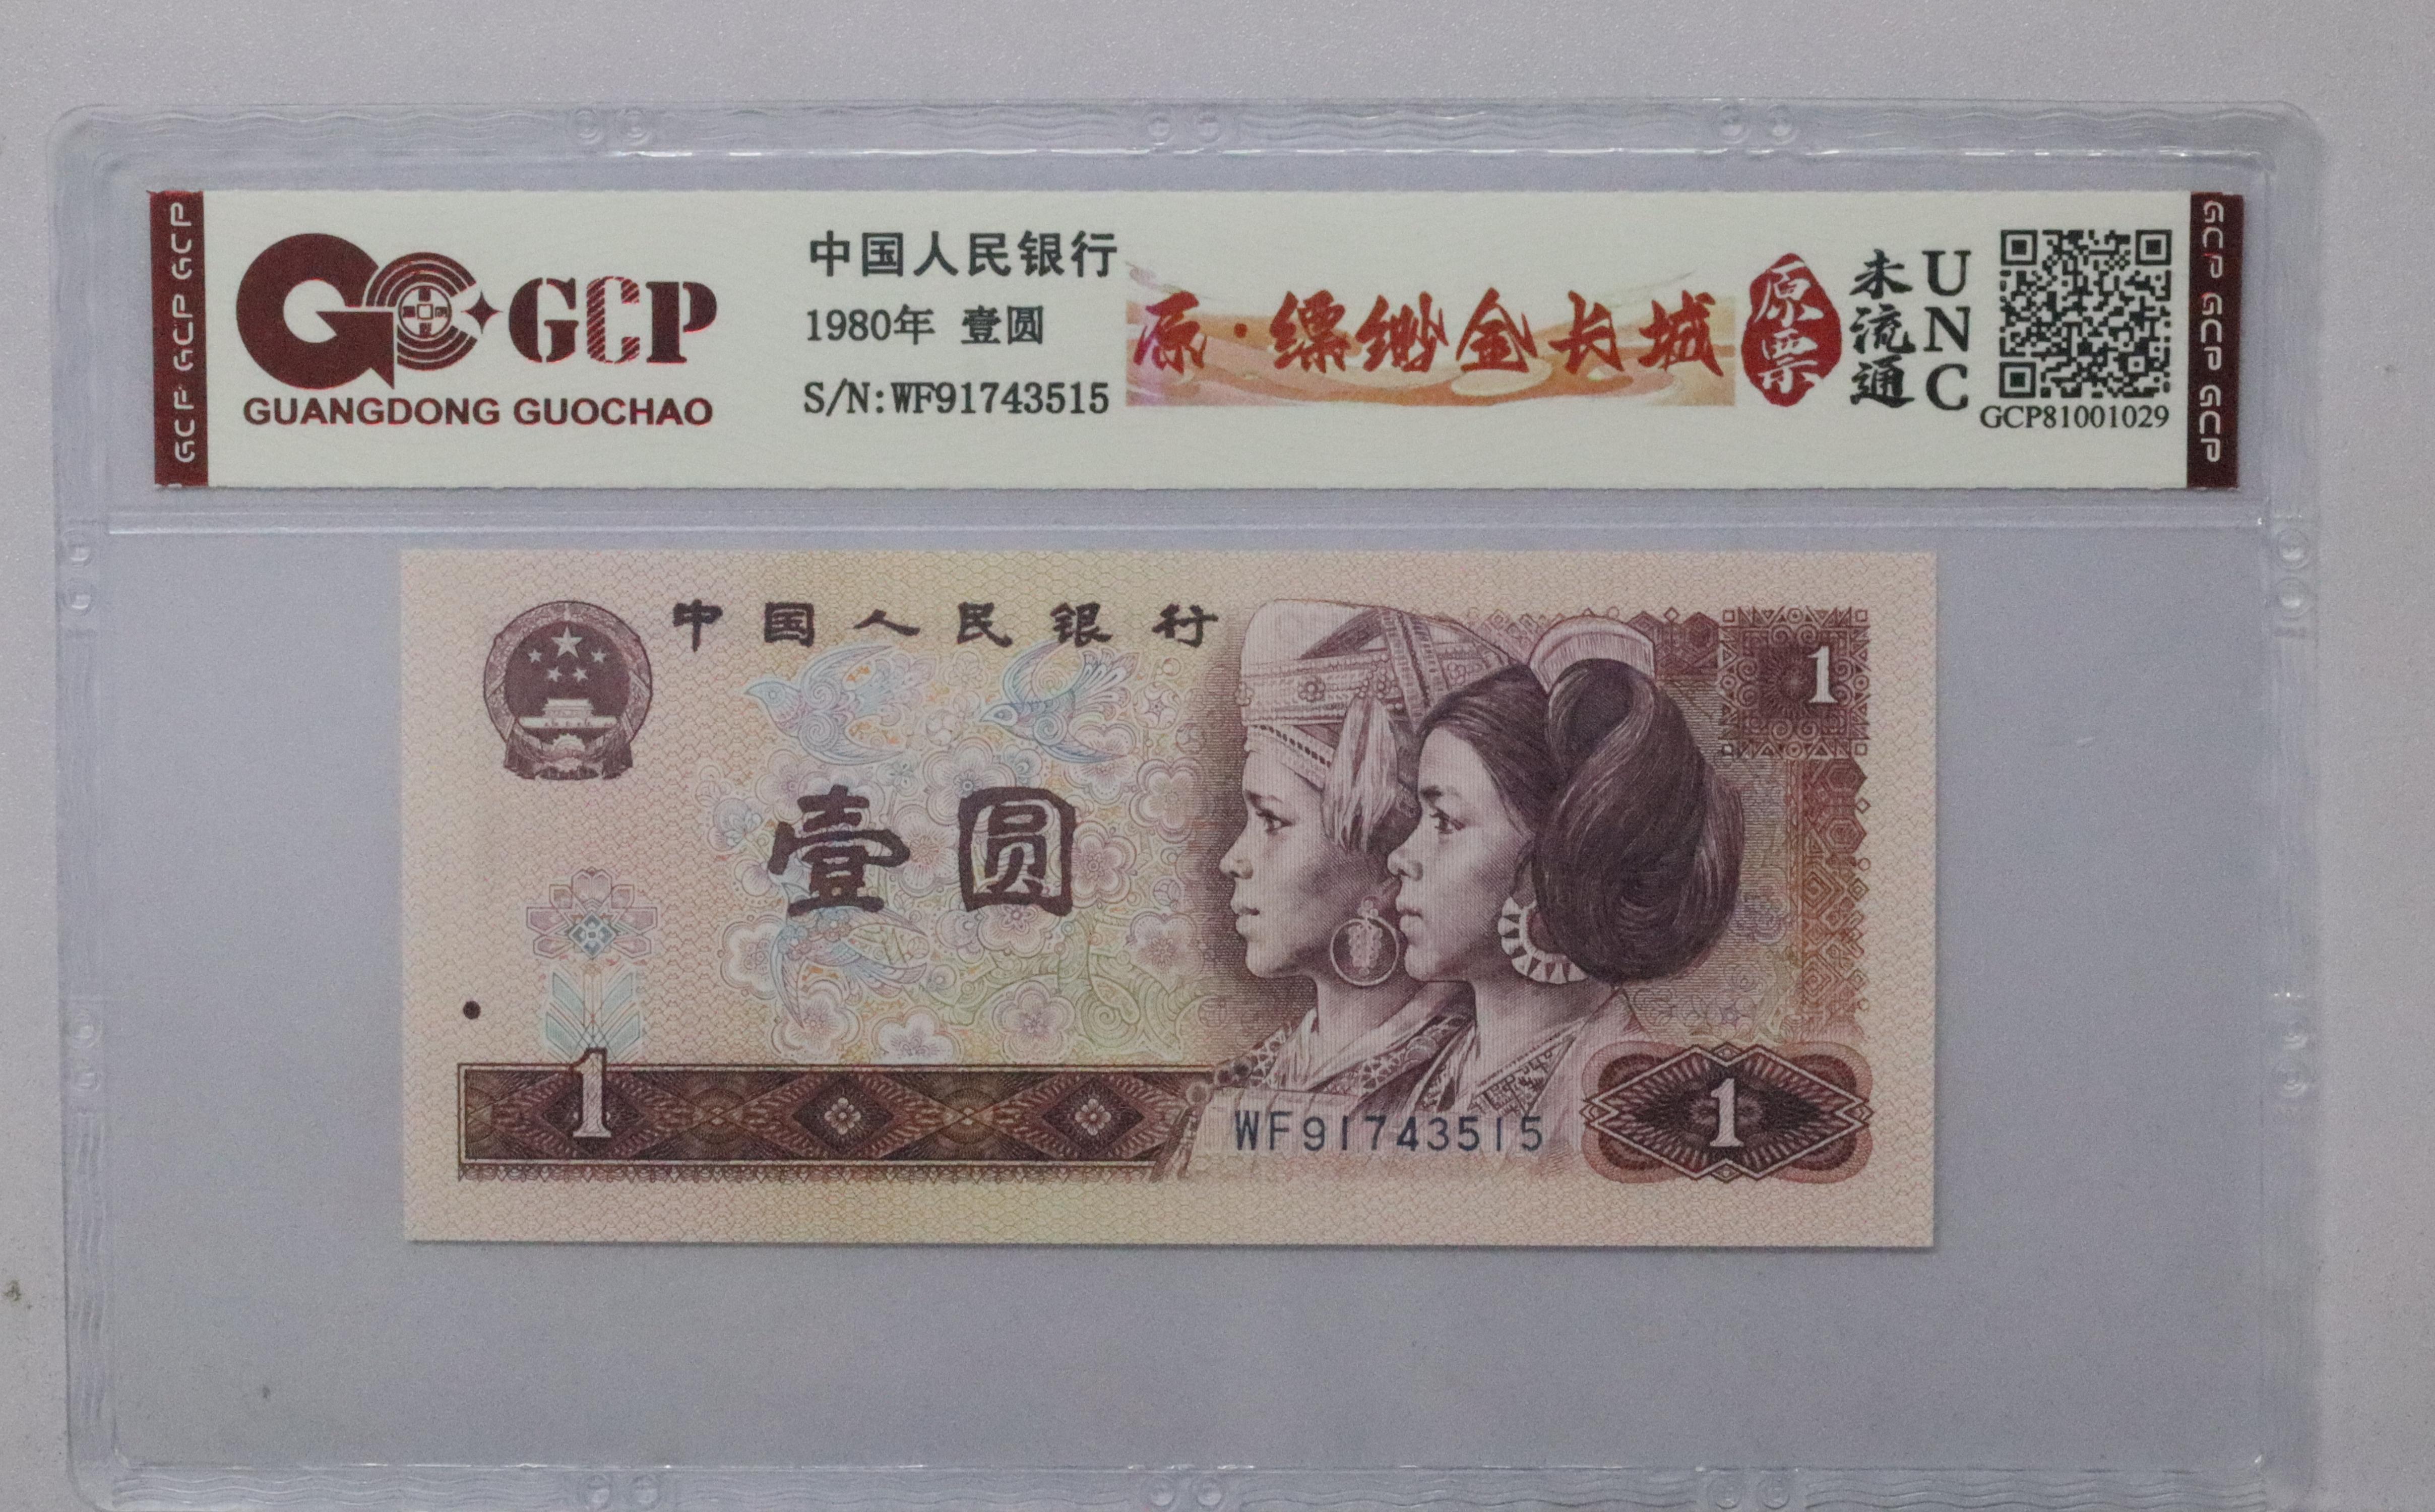 GCP GCP GCP
GCP
GUANGDONG GUOCHAO
中国人民银行
1980年 壹圆
S/N:WF91743515
原·缥缈金长城
原票
未流通
UNC
GCP81001029
GCP GCP GCP
中国人民银行
1
壹圆
1
WF91743515
1